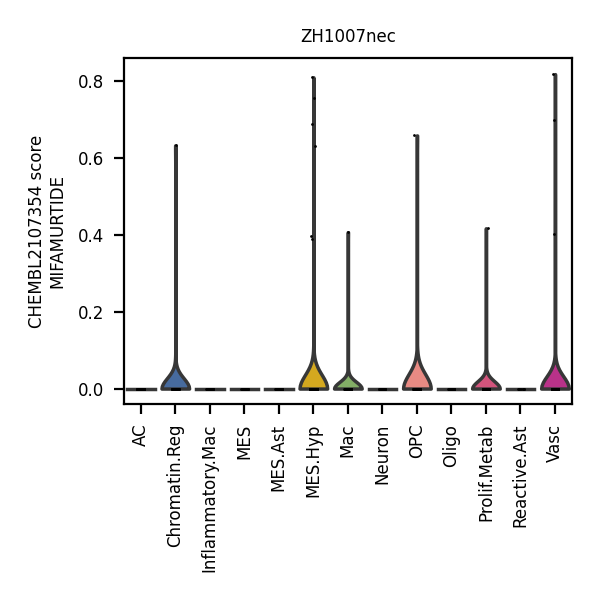 ZH1007nec
CHEMBL2107354 score
MIFAMURTIDE
0.8
0.6
0.4
0.2
0.0
AC
Chromatin.Reg
Inflammatory.Mac
MES
MES.Ast
MES.Hyp
Mac
Neuron
OPC
Oligo
Prolif.Metab
Reactive.Ast
Vasc